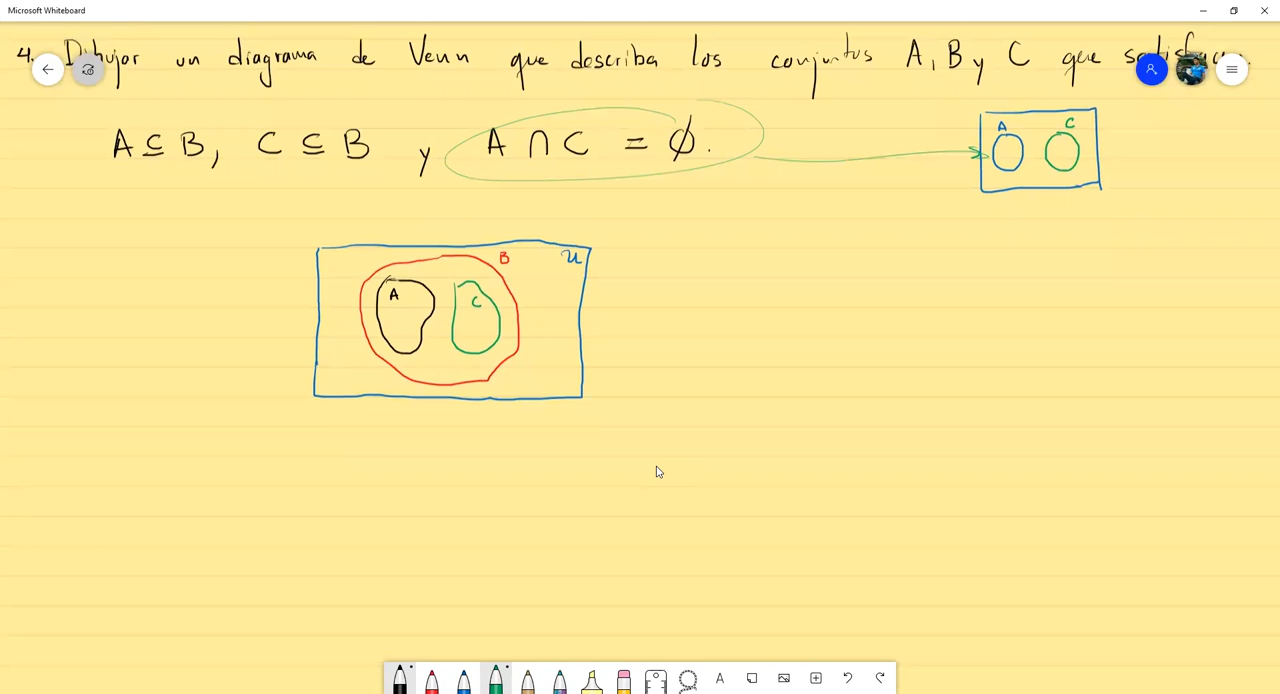 Microsoft Whiteboard
4. Dibujar un diagrama de Venn que describa los conjuntos A, B y C que
A ⊆ B, C ⊆ B y A ∩ C = ∅.
A C
B U
A C
A